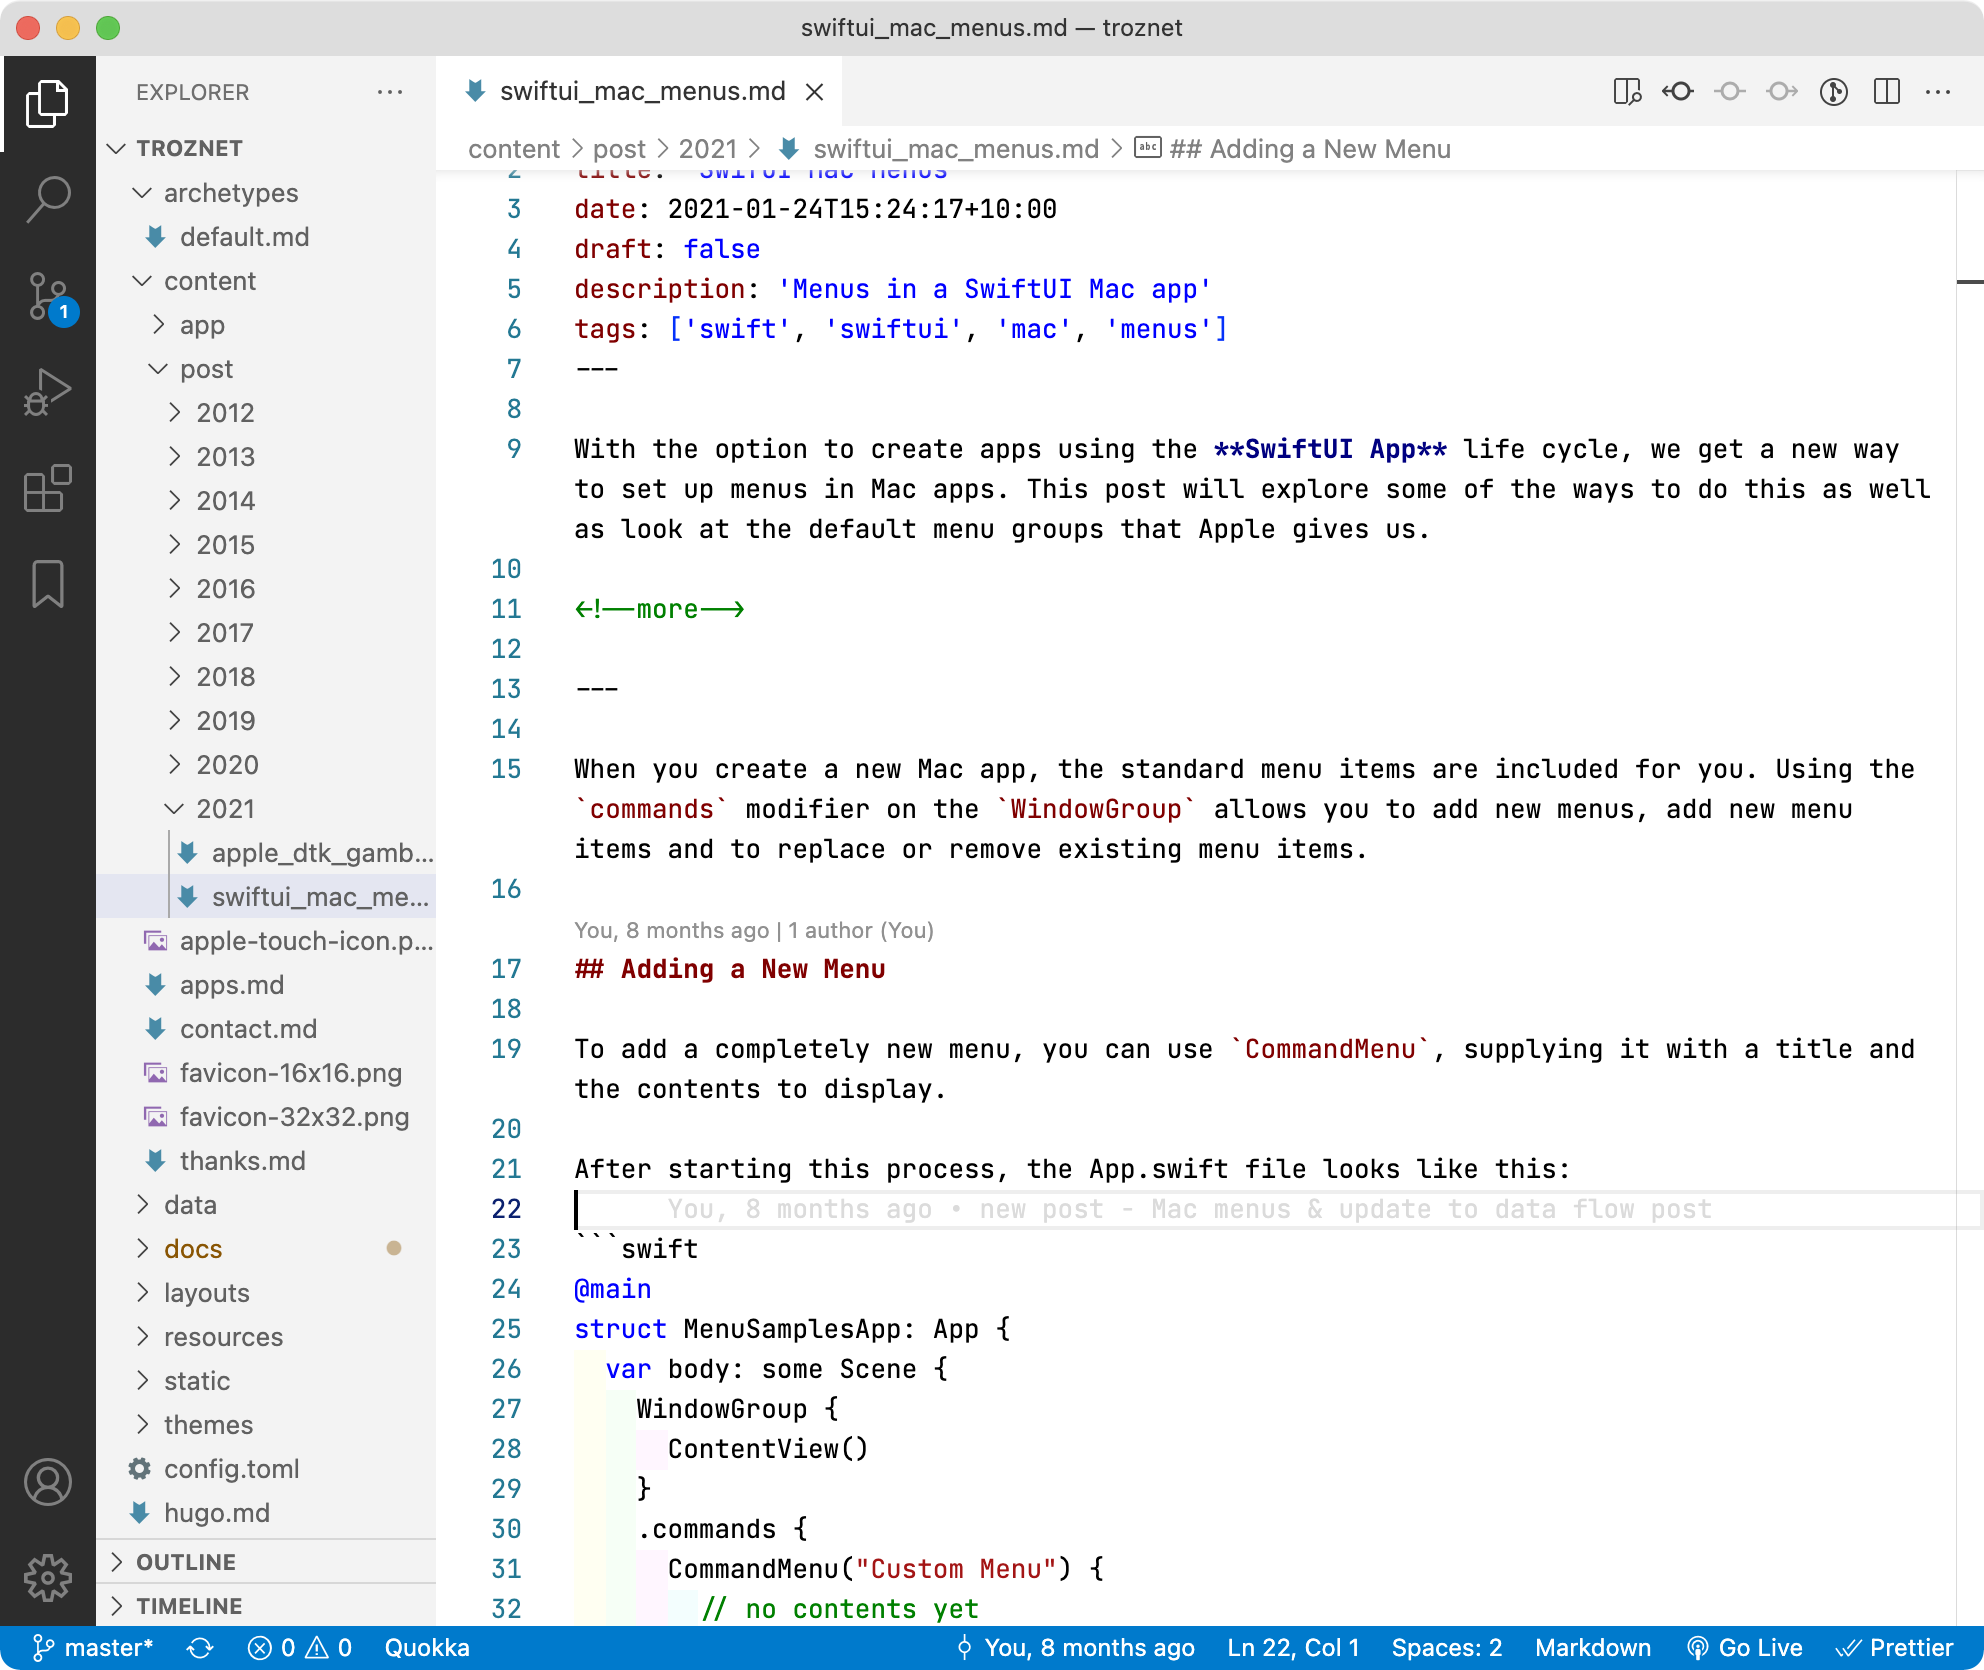 swiftui_mac_menus.md — troznet
EXPLORER
TROZNET
archetypes
default.md
content
app
post
2012
2013
2014
2015
2016
2017
2018
2019
2020
2021
apple_dtk_gamb...
swiftui_mac_me...
apple-touch-icon.p...
apps.md
contact.md
favicon-16x16.png
favicon-32x32.png
thanks.md
data
docs
layouts
resources
static
themes
config.toml
hugo.md
OUTLINE
TIMELINE
1
swiftui_mac_menus.md
content > post > 2021 > swiftui_mac_menus.md > ## Adding a New Menu
2 title:
3 date: 2021-01-24T15:24:17+10:00
4 draft: false
5 description: 'Menus in a SwiftUI Mac app'
6 tags: ['swift', 'swiftui', 'mac', 'menus']
7 ---
8
9 With the option to create apps using the **SwiftUI App** life cycle, we get a new way
to set up menus in Mac apps. This post will explore some of the ways to do this as well
as look at the default menu groups that Apple gives us.
10
11 <!--more-->
12
13 ---
14
15 When you create a new Mac app, the standard menu items are included for you. Using the
`commands` modifier on the `WindowGroup` allows you to add new menus, add new menu
items and to replace or remove existing menu items.
16
You, 8 months ago | 1 author (You)
17 ## Adding a New Menu
18
19 To add a completely new menu, you can use `CommandMenu`, supplying it with a title and
the contents to display.
20
21 After starting this process, the App.swift file looks like this:
22 You, 8 months ago • new post - Mac menus & update to data flow post
23 ```swift
24 @main
25 struct MenuSamplesApp: App {
26 var body: some Scene {
27 WindowGroup {
28 ContentView()
29 }
30 .commands {
31 CommandMenu("Custom Menu") {
32 // no contents yet
master* 0 0 Quokka You, 8 months ago Ln 22, Col 1 Spaces: 2 Markdown Go Live Prettier